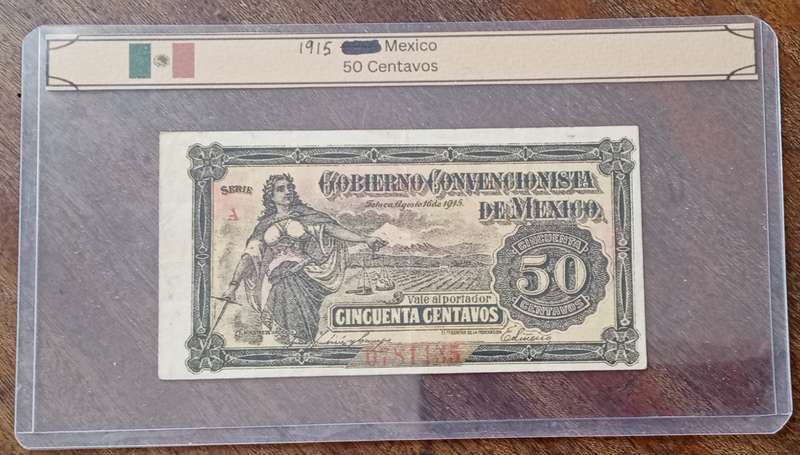 1915 Mexico
50 Centavos
GOBIERNO CONVENCIONISTA
DE MEXICO.
Toluca, Agosto 16 de 1915.
SERIE
A
CINCUENTA
50
CENTAVOS
Vale al portador
CINCUENTA CENTAVOS
0781435